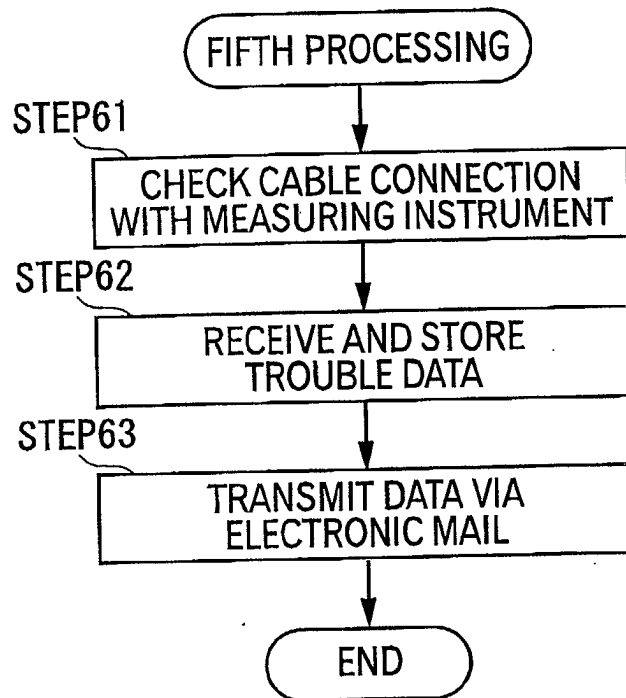 FIFTH PROCESSING
STEP61
CHECK CABLE CONNECTION
WITH MEASURING INSTRUMENT
STEP62
RECEIVE AND STORE
TROUBLE DATA
STEP63
TRANSMIT DATA VIA
ELECTRONIC MAIL
END